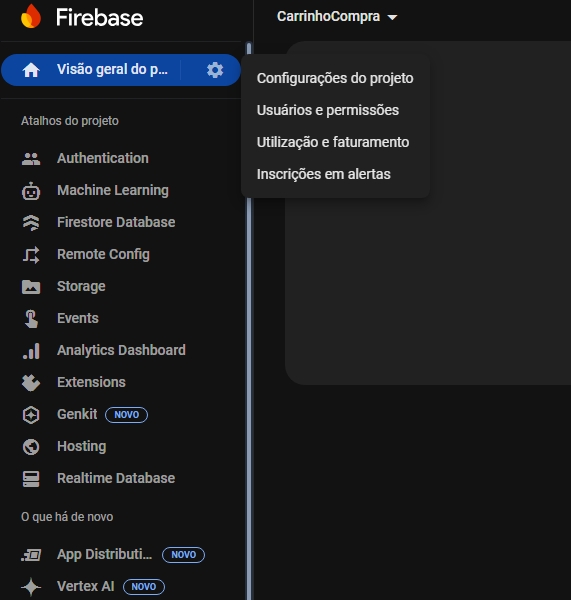 Firebase
CarrinhoCompra
Visão geral do p...
Configurações do projeto
Usuários e permissões
Utilização e faturamento
Inscrições em alertas
Atalhos do projeto
Authentication
Machine Learning
Firestore Database
Remote Config
Storage
Events
Analytics Dashboard
Extensions
Genkit NOVO
Hosting
Realtime Database
O que há de novo
App Distributi... NOVO
Vertex AI NOVO